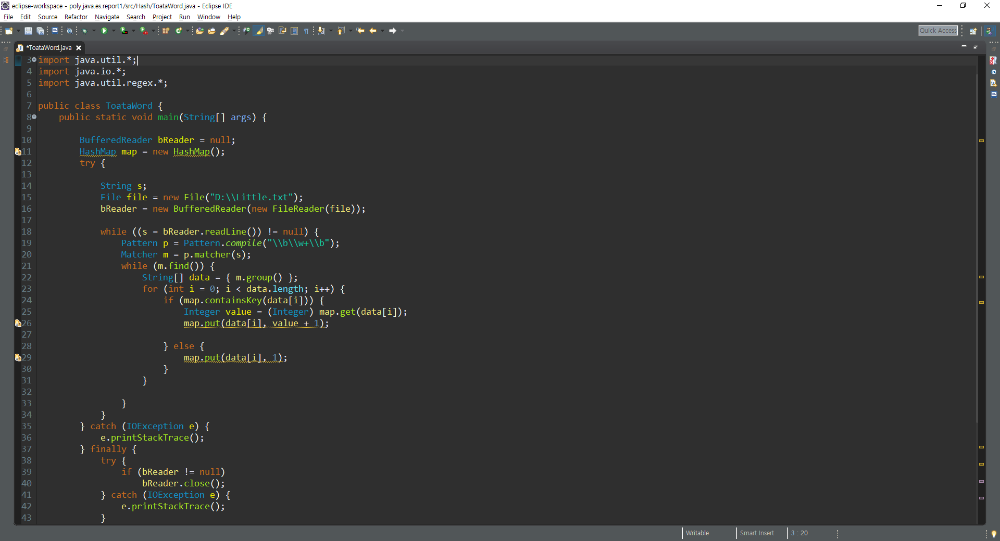 eclipse-workspace - poly.java.es.report1/src/Hash/ToataWord.java - Eclipse IDE
File Edit Source Refactor Navigate Search Project Run Window Help
Quick Access
*ToataWord.java
3 import java.util.*;
4 import java.io.*;
5 import java.util.regex.*;
6
7 public class ToataWord {
8     public static void main(String[] args) {
9
10         BufferedReader bReader = null;
11         HashMap map = new HashMap();
12         try {
13
14             String s;
15             File file = new File("D:\\Little.txt");
16             bReader = new BufferedReader(new FileReader(file));
17
18             while ((s = bReader.readLine()) != null) {
19                 Pattern p = Pattern.compile("\\b\\w+\\b");
20                 Matcher m = p.matcher(s);
21                 while (m.find()) {
22                     String[] data = { m.group() };
23                     for (int i = 0; i < data.length; i++) {
24                         if (map.containsKey(data[i])) {
25                             Integer value = (Integer) map.get(data[i]);
26                             map.put(data[i], value + 1);
27
28                         } else {
29                             map.put(data[i], 1);
30                         }
31                     }
32
33                 }
34             }
35         } catch (IOException e) {
36             e.printStackTrace();
37         } finally {
38             try {
39                 if (bReader != null)
40                     bReader.close();
41             } catch (IOException e) {
42                 e.printStackTrace();
43             }
Writable Smart Insert 3 : 20